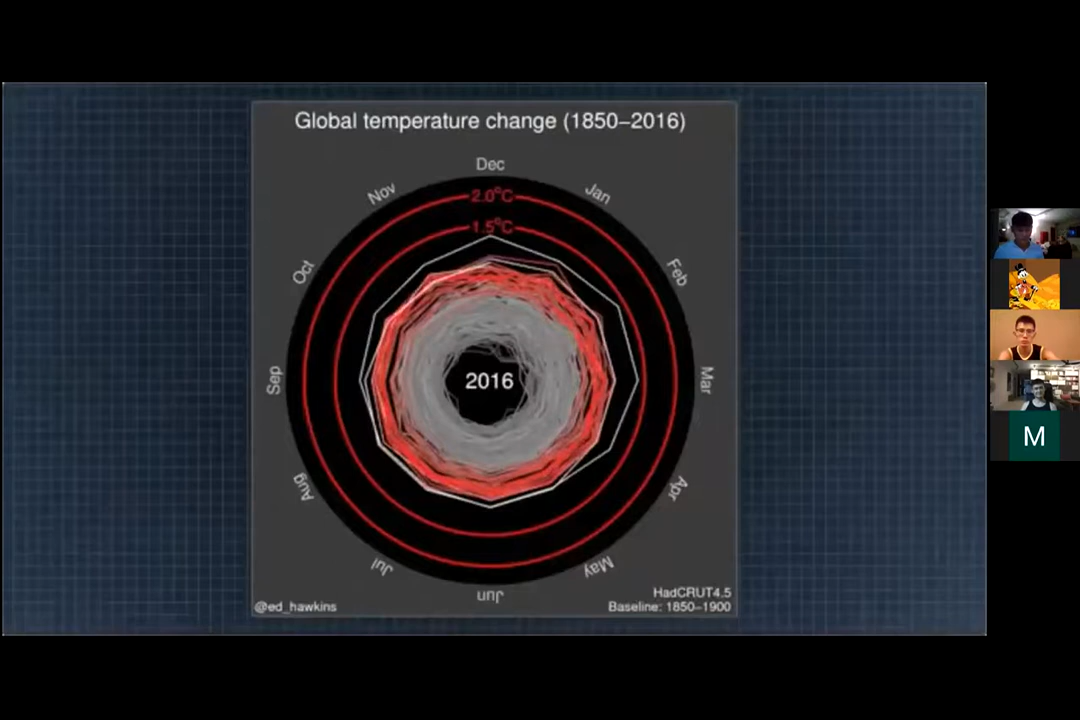 Global temperature change (1850–2016)
Dec
Nov
Jan
2.0°C
1.5°C
Oct
Feb
Sep
2016
Mar
Aug
Apr
Jul
May
Jun
HadCRUT4.5
@ed_hawkins
Baseline: 1850–1900
M